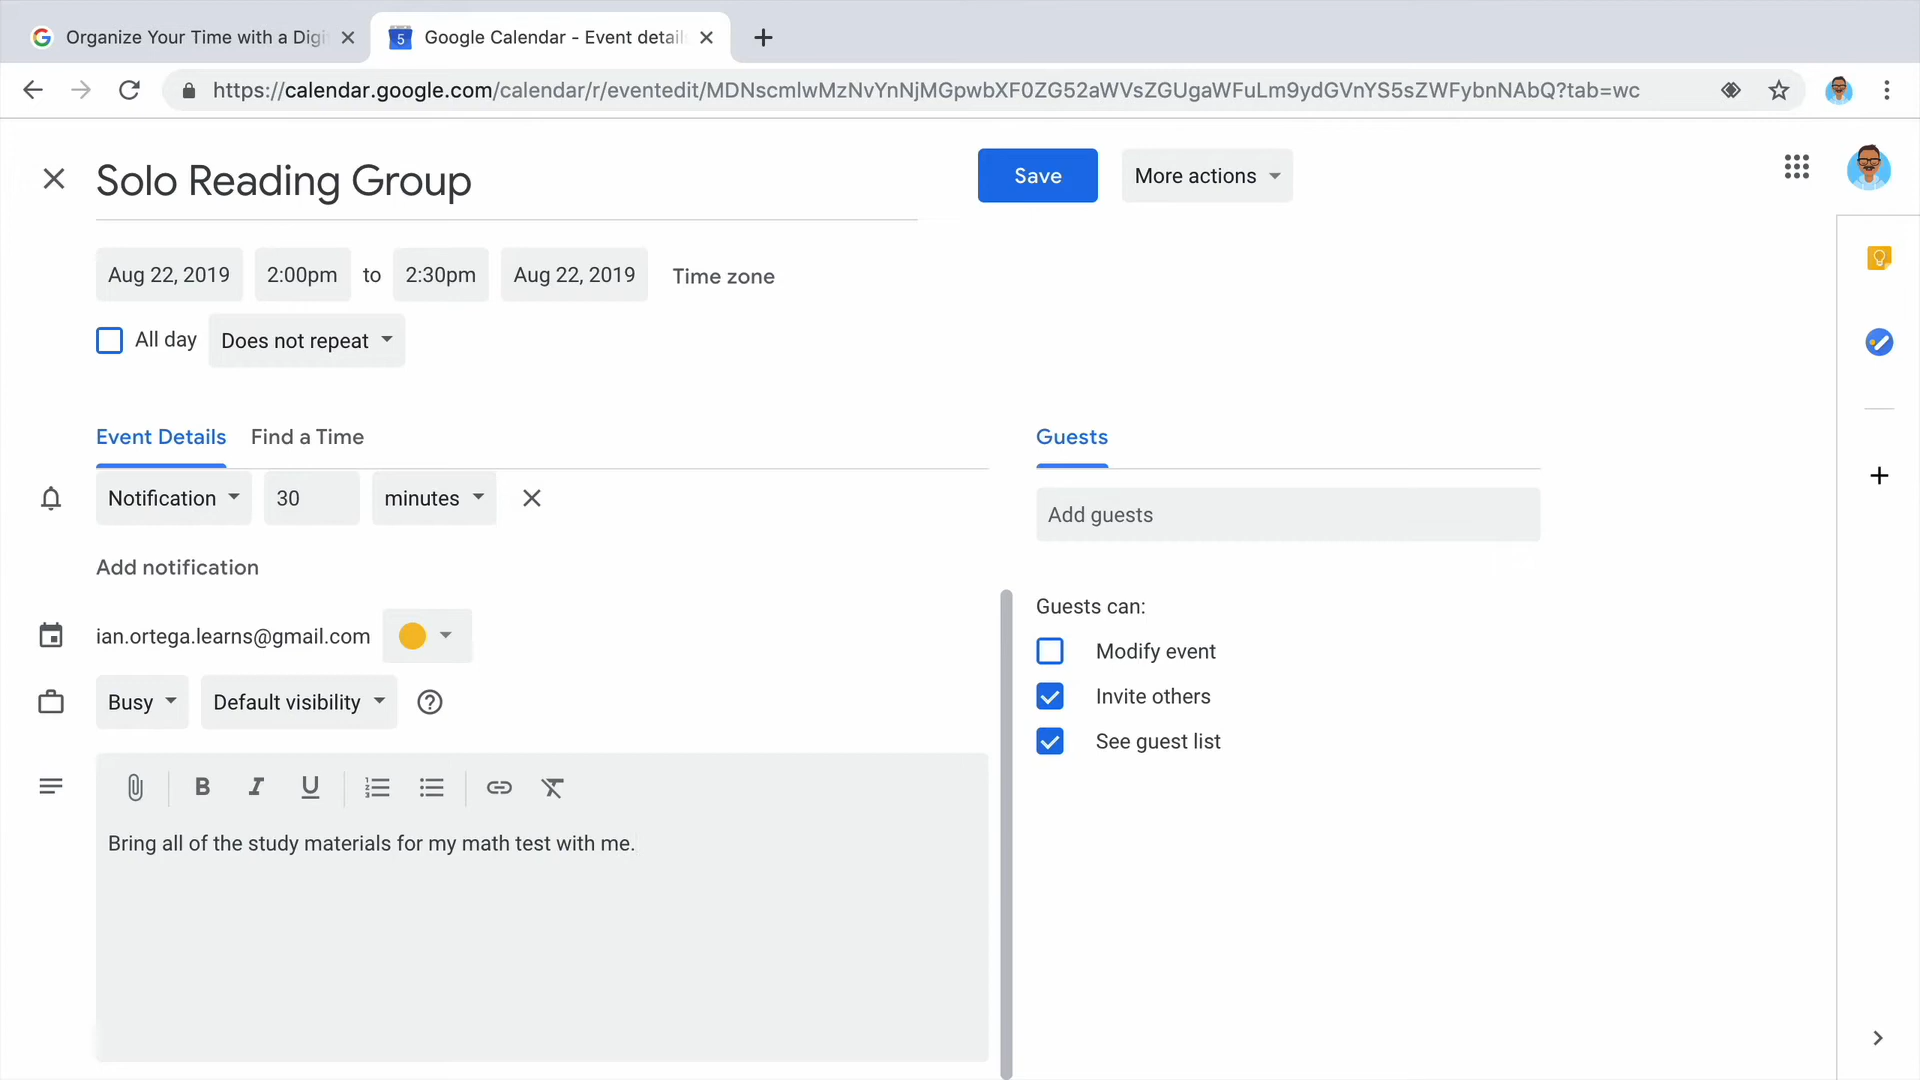 Organize Your Time with a Digi
5
Google Calendar - Event detail
https://calendar.google.com/calendar/r/eventedit/MDNscmlwMzNvYnNjMGpwbXF0ZG52aWVsZGUgaWFuLm9ydGVnYS5sZWFybnNAbQ?tab=wc
Solo Reading Group
Save
More actions
Aug 22, 2019
2:00pm
to
2:30pm
Aug 22, 2019
Time zone
All day
Does not repeat
Event Details
Find a Time
Guests
Notification
30
minutes
Add guests
Add notification
Guests can:
ian.ortega.learns@gmail.com
Modify event
Invite others
Busy
Default visibility
See guest list
B
I
U
Bring all of the study materials for my math test with me.